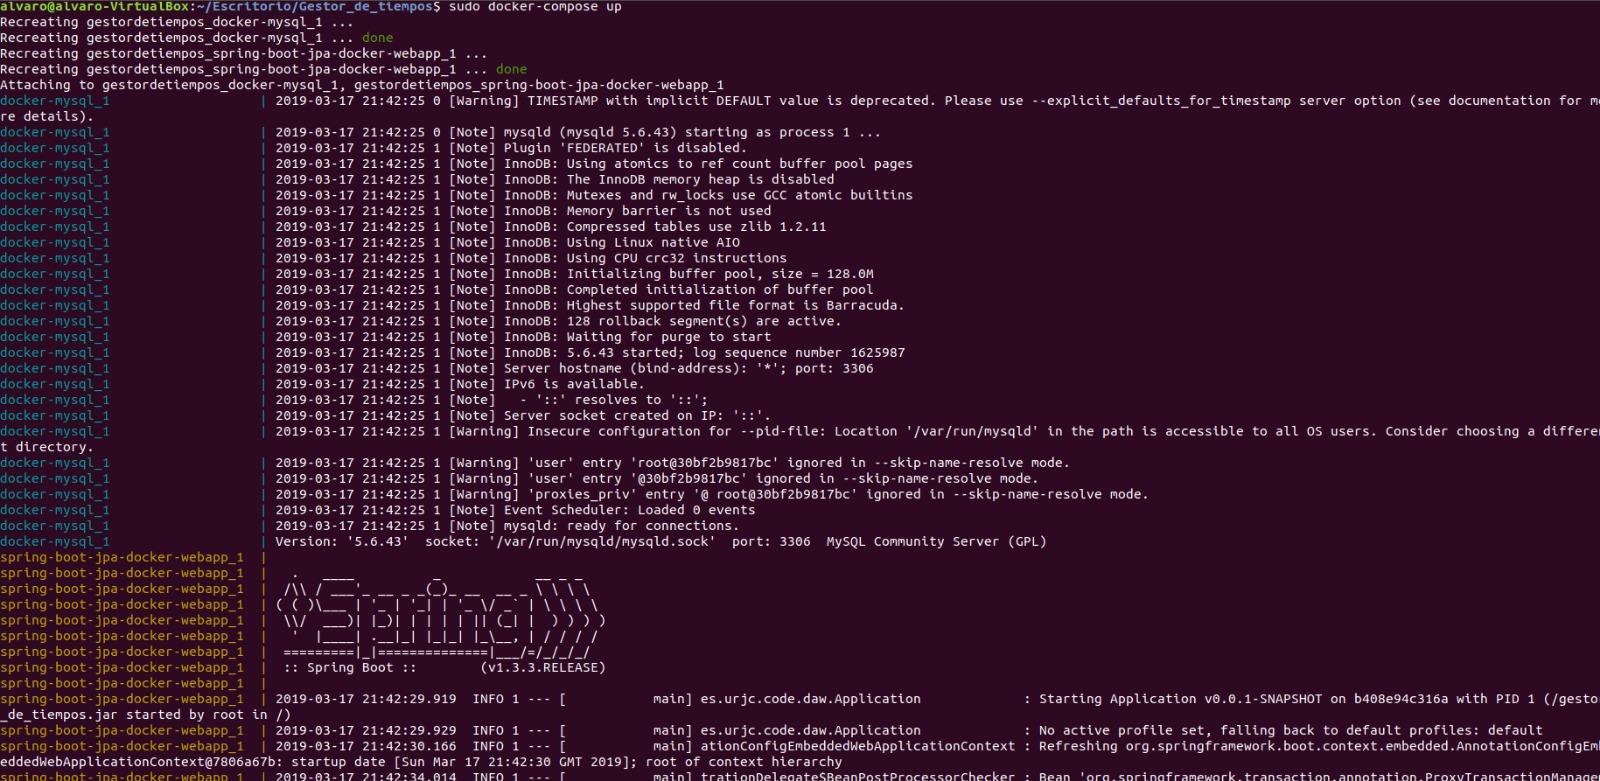 alvaro@alvaro-VirtualBox:~/Escritorio/Gestor_de_tiempos$ sudo docker-compose up
Recreating gestordetiempos_docker-mysql_1 ...
Recreating gestordetiempos_docker-mysql_1 ... done
Recreating gestordetiempos_spring-boot-jpa-docker-webapp_1 ...
Recreating gestordetiempos_spring-boot-jpa-docker-webapp_1 ... done
Attaching to gestordetiempos_docker-mysql_1, gestordetiempos_spring-boot-jpa-docker-webapp_1
docker-mysql_1                   | 2019-03-17 21:42:25 0 [Warning] TIMESTAMP with implicit DEFAULT value is deprecated. Please use --explicit_defaults_for_timestamp server option (see documentation for mo
re details).
docker-mysql_1                   | 2019-03-17 21:42:25 0 [Note] mysqld (mysqld 5.6.43) starting as process 1 ...
docker-mysql_1                   | 2019-03-17 21:42:25 1 [Note] Plugin 'FEDERATED' is disabled.
docker-mysql_1                   | 2019-03-17 21:42:25 1 [Note] InnoDB: Using atomics to ref count buffer pool pages
docker-mysql_1                   | 2019-03-17 21:42:25 1 [Note] InnoDB: The InnoDB memory heap is disabled
docker-mysql_1                   | 2019-03-17 21:42:25 1 [Note] InnoDB: Mutexes and rw_locks use GCC atomic builtins
docker-mysql_1                   | 2019-03-17 21:42:25 1 [Note] InnoDB: Memory barrier is not used
docker-mysql_1                   | 2019-03-17 21:42:25 1 [Note] InnoDB: Compressed tables use zlib 1.2.11
docker-mysql_1                   | 2019-03-17 21:42:25 1 [Note] InnoDB: Using Linux native AIO
docker-mysql_1                   | 2019-03-17 21:42:25 1 [Note] InnoDB: Using CPU crc32 instructions
docker-mysql_1                   | 2019-03-17 21:42:25 1 [Note] InnoDB: Initializing buffer pool, size = 128.0M
docker-mysql_1                   | 2019-03-17 21:42:25 1 [Note] InnoDB: Completed initialization of buffer pool
docker-mysql_1                   | 2019-03-17 21:42:25 1 [Note] InnoDB: Highest supported file format is Barracuda.
docker-mysql_1                   | 2019-03-17 21:42:25 1 [Note] InnoDB: 128 rollback segment(s) are active.
docker-mysql_1                   | 2019-03-17 21:42:25 1 [Note] InnoDB: Waiting for purge to start
docker-mysql_1                   | 2019-03-17 21:42:25 1 [Note] InnoDB: 5.6.43 started; log sequence number 1625987
docker-mysql_1                   | 2019-03-17 21:42:25 1 [Note] Server hostname (bind-address): '*'; port: 3306
docker-mysql_1                   | 2019-03-17 21:42:25 1 [Note] IPv6 is available.
docker-mysql_1                   | 2019-03-17 21:42:25 1 [Note]   - '::' resolves to '::';
docker-mysql_1                   | 2019-03-17 21:42:25 1 [Note] Server socket created on IP: '::'.
docker-mysql_1                   | 2019-03-17 21:42:25 1 [Warning] Insecure configuration for --pid-file: Location '/var/run/mysqld' in the path is accessible to all OS users. Consider choosing a differen
t directory.
docker-mysql_1                   | 2019-03-17 21:42:25 1 [Warning] 'user' entry 'root@30bf2b9817bc' ignored in --skip-name-resolve mode.
docker-mysql_1                   | 2019-03-17 21:42:25 1 [Warning] 'user' entry '@30bf2b9817bc' ignored in --skip-name-resolve mode.
docker-mysql_1                   | 2019-03-17 21:42:25 1 [Warning] 'proxies_priv' entry '@ root@30bf2b9817bc' ignored in --skip-name-resolve mode.
docker-mysql_1                   | 2019-03-17 21:42:25 1 [Note] Event Scheduler: Loaded 0 events
docker-mysql_1                   | 2019-03-17 21:42:25 1 [Note] mysqld: ready for connections.
docker-mysql_1                   | Version: '5.6.43'  socket: '/var/run/mysqld/mysqld.sock'  port: 3306  MySQL Community Server (GPL)
spring-boot-jpa-docker-webapp_1  |
spring-boot-jpa-docker-webapp_1  |   .   ____          _            __ _ _
spring-boot-jpa-docker-webapp_1  |  /\\ / ___'_ __ _ _(_)_ __  __ _ \ \ \ \
spring-boot-jpa-docker-webapp_1  | ( ( )\___ | '_ | '_| | '_ \/ _` | \ \ \ \
spring-boot-jpa-docker-webapp_1  |  \\/  ___)| |_)| | | | | || (_| |  ) ) ) )
spring-boot-jpa-docker-webapp_1  |   '  |____| .__|_| |_|_| |_\__, | / / / /
spring-boot-jpa-docker-webapp_1  |  =========|_|==============|___/=/_/_/_/
spring-boot-jpa-docker-webapp_1  |  :: Spring Boot ::        (v1.3.3.RELEASE)
spring-boot-jpa-docker-webapp_1  |
spring-boot-jpa-docker-webapp_1  | 2019-03-17 21:42:29.919  INFO 1 --- [           main] es.urjc.code.daw.Application             : Starting Application v0.0.1-SNAPSHOT on b408e94c316a with PID 1 (/gestor
_de_tiempos.jar started by root in /)
spring-boot-jpa-docker-webapp_1  | 2019-03-17 21:42:29.929  INFO 1 --- [           main] es.urjc.code.daw.Application             : No active profile set, falling back to default profiles: default
spring-boot-jpa-docker-webapp_1  | 2019-03-17 21:42:30.166  INFO 1 --- [           main] ationConfigEmbeddedWebApplicationContext : Refreshing org.springframework.boot.context.embedded.AnnotationConfigEmb
eddedWebApplicationContext@7806a67b: startup date [Sun Mar 17 21:42:30 GMT 2019]; root of context hierarchy
spring-boot-jpa-docker-webapp_1  | 2019-03-17 21:42:34.014  INFO 1 --- [           main] trationDelegate$BeanPostProcessorChecker : Bean 'org.springframework.transaction.annotation.ProxyTransactionManage